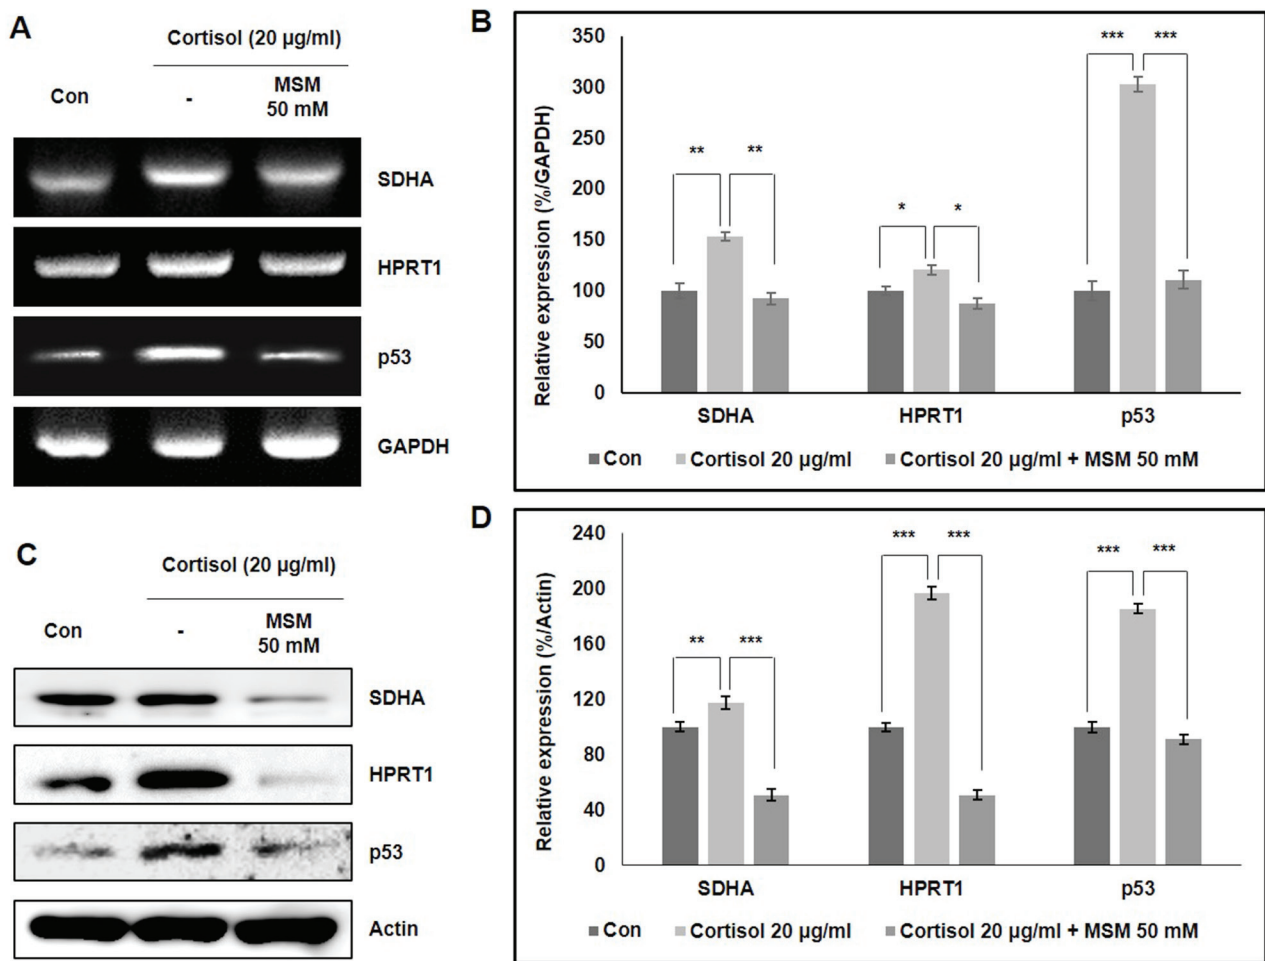 A
Cortisol (20 µg/ml)
Con
-
MSM
50 mM
SDHA
HPRT1
p53
GAPDH
B
Relative expression (%/GAPDH)
350
300
250
200
150
100
50
0
** **
* *
*** ***
SDHA HPRT1 p53
Con Cortisol 20 µg/ml Cortisol 20 µg/ml + MSM 50 mM
C
Cortisol (20 µg/ml)
Con
-
MSM
50 mM
SDHA
HPRT1
p53
Actin
D
Relative expression (%/Actin)
240
200
160
120
80
40
0
** ***
*** ***
*** ***
SDHA HPRT1 p53
Con Cortisol 20 µg/ml Cortisol 20 µg/ml + MSM 50 mM